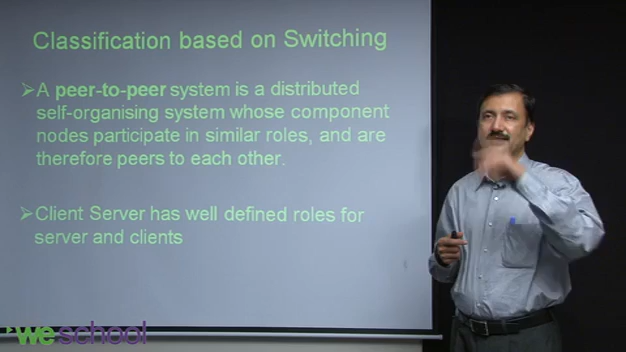 Classification based on Switching
➢A peer-to-peer system is a distributed
self-organising system whose component
nodes participate in similar roles, and are
therefore peers to each other.
➢Client Server has well defined roles for
server and clients
weschool